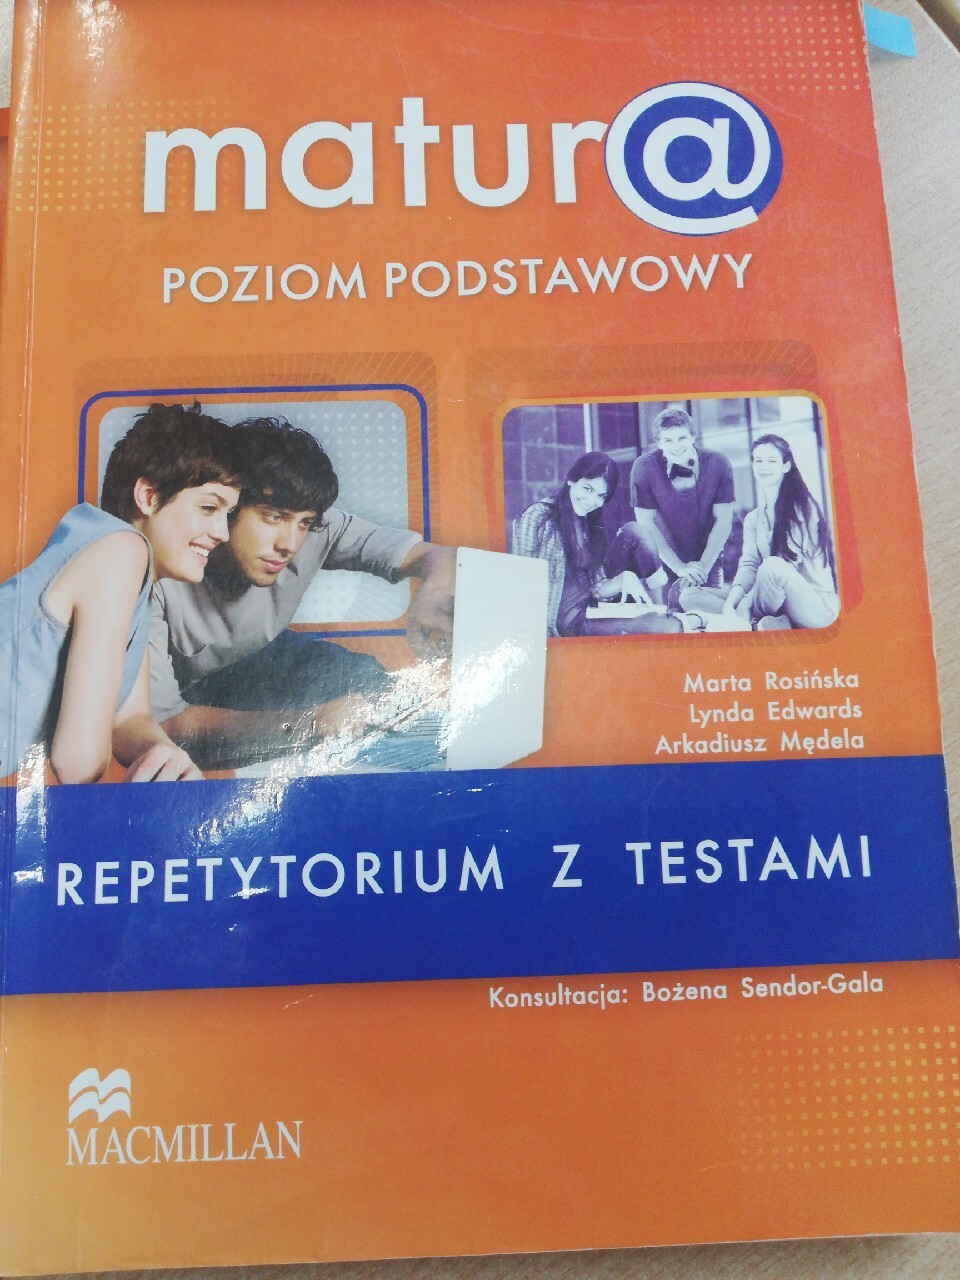 matur@
POZIOM PODSTAWOWY
Marta Rosińska
Lynda Edwards
Arkadiusz Mędela
REPETYTORIUM Z TESTAMI
Konsultacja: Bożena Sendor-Gala
MACMILLAN